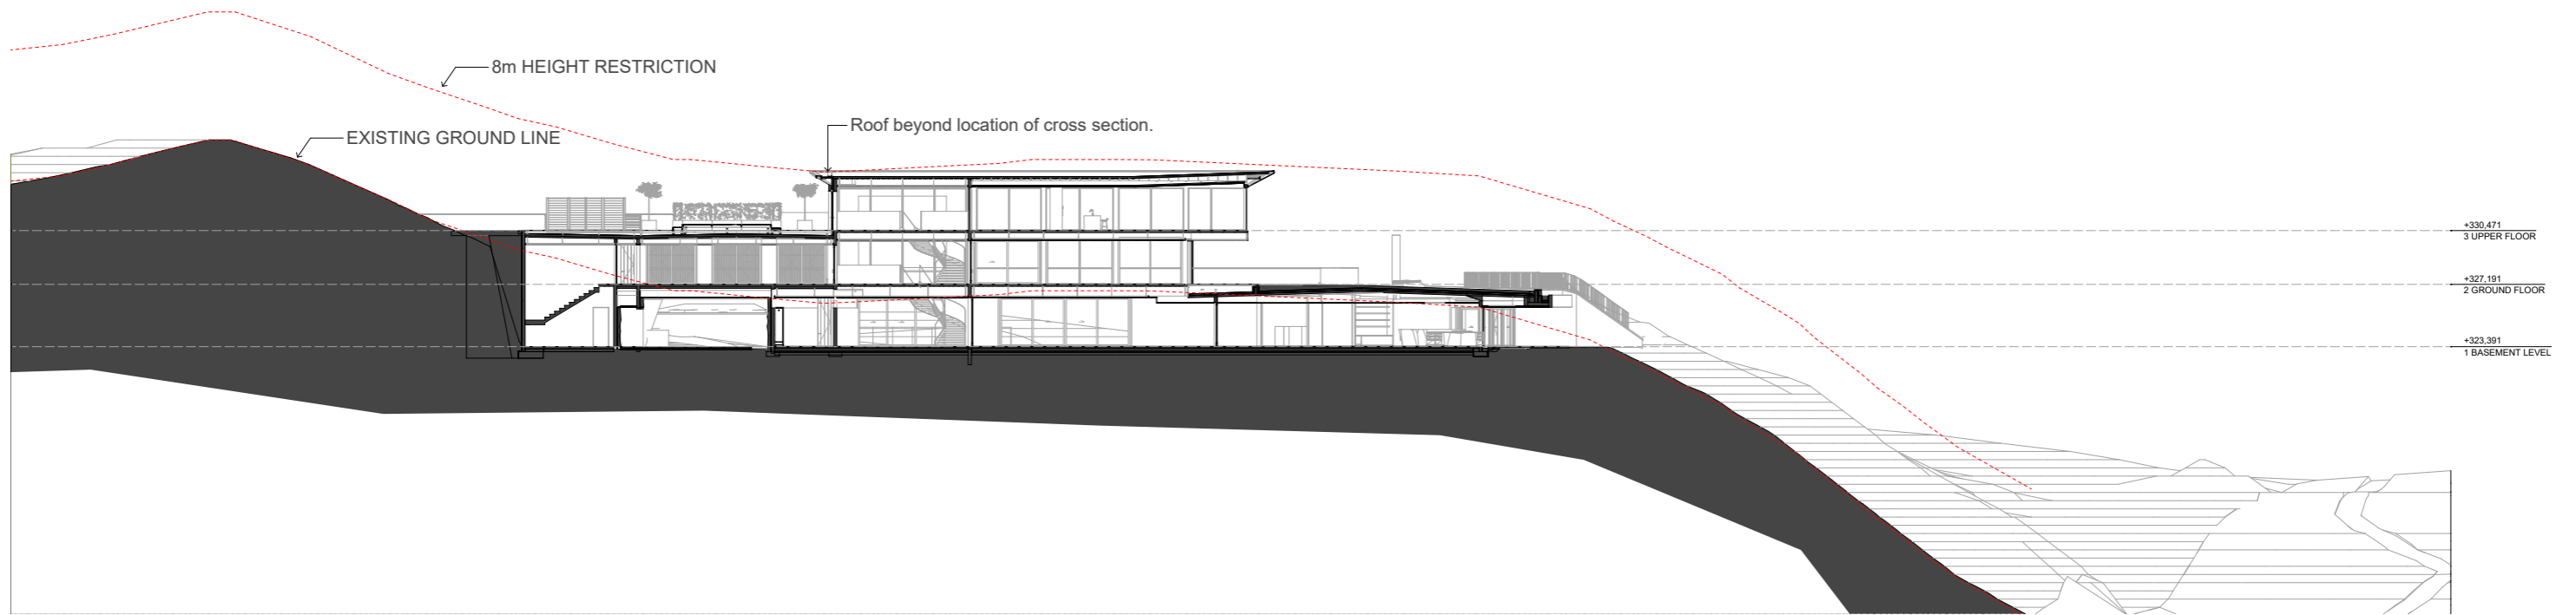 8m HEIGHT RESTRICTION
EXISTING GROUND LINE
Roof beyond location of cross section.
+330,471
3 UPPER FLOOR
+327,191
2 GROUND FLOOR
+323,391
1 BASEMENT LEVEL